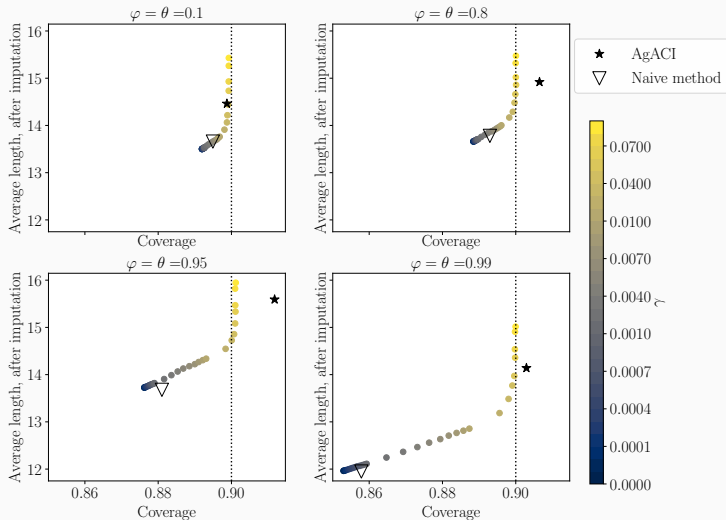 φ = θ =0.1
φ = θ =0.8
16
15
14
13
12
Average length, after imputation
Coverage
Average length, after imputation
Coverage
AgACI
Naive method
φ = θ =0.95
φ = θ =0.99
16
15
14
13
12
Average length, after imputation
0.86
0.88
0.90
Coverage
Average length, after imputation
0.86
0.88
0.90
Coverage
0.0700
0.0400
0.0100
0.0070
0.0040
0.0010
0.0007
0.0004
0.0001
0.0000
γ